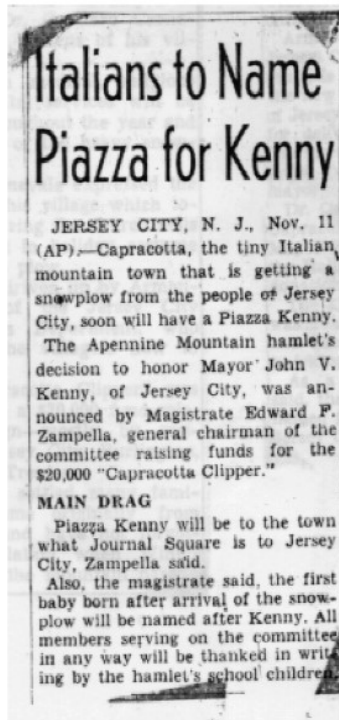 Italians to Name
Piazza for Kenny
JERSEY CITY, N. J., Nov. 11
(AP).—Capracotta, the tiny Italian
mountain town that is getting a
snowplow from the people of Jersey
City, soon will have a Piazza Kenny.
The Apennine Mountain hamlet's
decision to honor Mayor John V.
Kenny, of Jersey City, was an-
nounced by Magistrate Edward F.
Zampella, general chairman of the
committee raising funds for the
$20,000 "Capracotta Clipper."
MAIN DRAG
Piazza Kenny will be to the town
what Journal Square is to Jersey
City, Zampella said.
Also, the magistrate said, the first
baby born after arrival of the snow-
plow will be named after Kenny. All
members serving on the committee
in any way will be thanked in writ-
ing by the hamlet's school children.